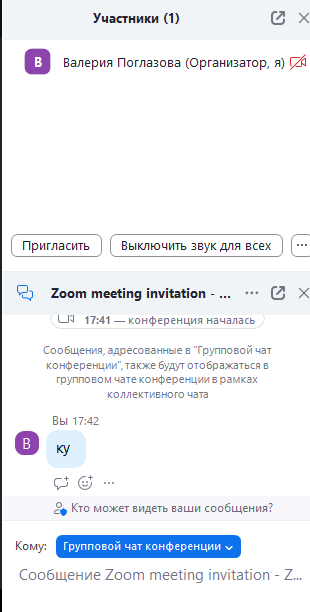 Участники (1)
В
Валерия Поглазова (Организатор, я)
Пригласить
Выключить звук для всех
...
Zoom meeting invitation - ...
...
17:41 — конференция началась
Сообщения, адресованные в "Групповой чат
конференции", также будут отображаться в
групповом чате конференции в рамках
коллективного чата
Вы 17:42
В
ку
...
Кто может видеть ваши сообщения?
Кому:
Групповой чат конференции
Сообщение Zoom meeting invitation - Z...